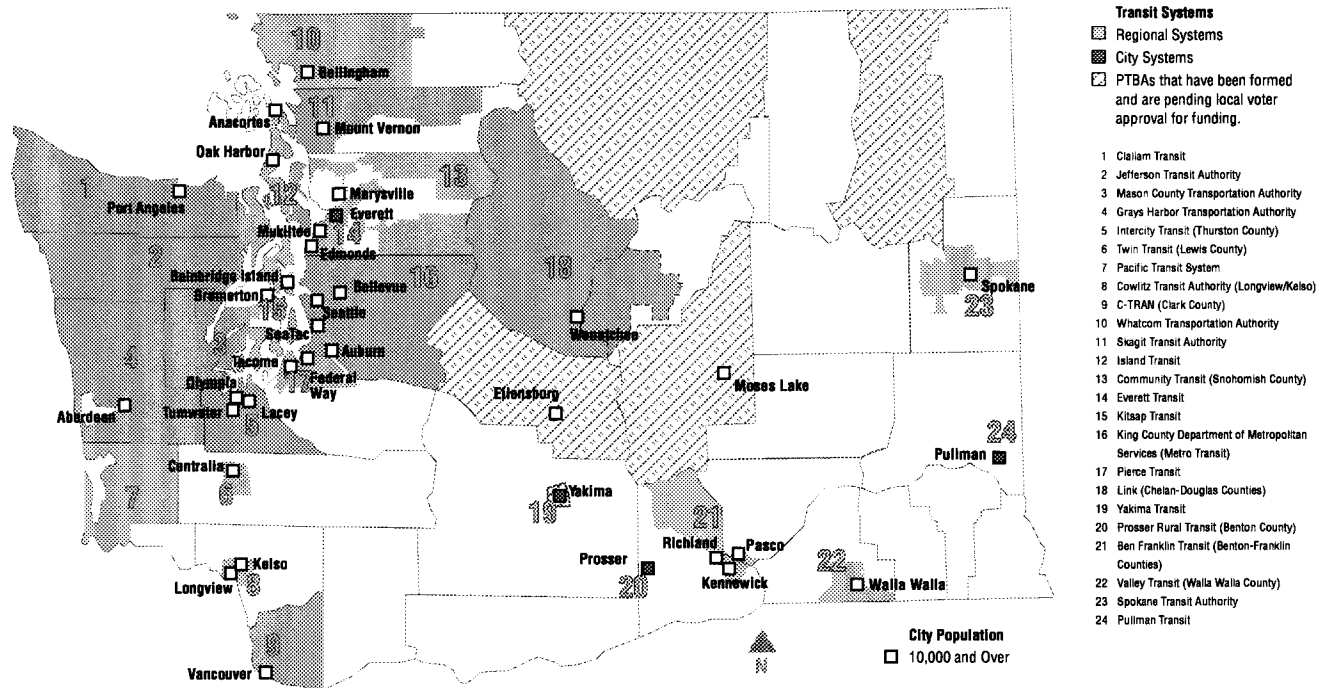 Transit Systems
Regional Systems
City Systems
PTBAs that have been formed
and are pending local voter
approval for funding.
1 Clallam Transit
2 Jefferson Transit Authority
3 Mason County Transportation Authority
4 Grays Harbor Transportation Authority
5 Intercity Transit (Thurston County)
6 Twin Transit (Lewis County)
7 Pacific Transit System
8 Cowlitz Transit Authority (Longview/Kelso)
9 C-TRAN (Clark County)
10 Whatcom Transportation Authority
11 Skagit Transit Authority
12 Island Transit
13 Community Transit (Snohomish County)
14 Everett Transit
15 Kitsap Transit
16 King County Department of Metropolitan
Services (Metro Transit)
17 Pierce Transit
18 Link (Chelan-Douglas Counties)
19 Yakima Transit
20 Prosser Rural Transit (Benton County)
21 Ben Franklin Transit (Benton-Franklin
Counties)
22 Valley Transit (Walla Walla County)
23 Spokane Transit Authority
24 Pullman Transit
10
Bellingham
Anacortes
11
Mount Vernon
Oak Harbor
1
Port Angeles
12
13
Marysville
Everett
Mukilteo
14
Edmonds
2
Bainbridge Island
Bremerton
15
Bellevue
16
Seattle
SeaTac
18
Wenatchee
Spokane
23
3
4
Tacoma
Auburn
17
Federal
Way
Olympia
Tumwater
Lacey
5
Aberdeen
Ellensburg
Moses Lake
24
Pullman
Centralia
6
7
Yakima
19
21
Richland
Pasco
Kennewick
Prosser
20
22
Walla Walla
Kelso
Longview
8
9
Vancouver
N
City Population
10,000 and Over